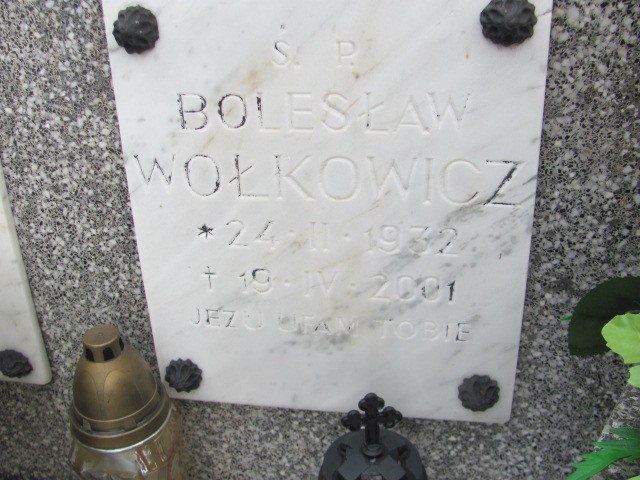 Ś. P.
BOLESŁAW
WOŁKOWICZ
* 24 · II · 1932
† 19 · IV · 2001
JEZU UFAM TOBIE